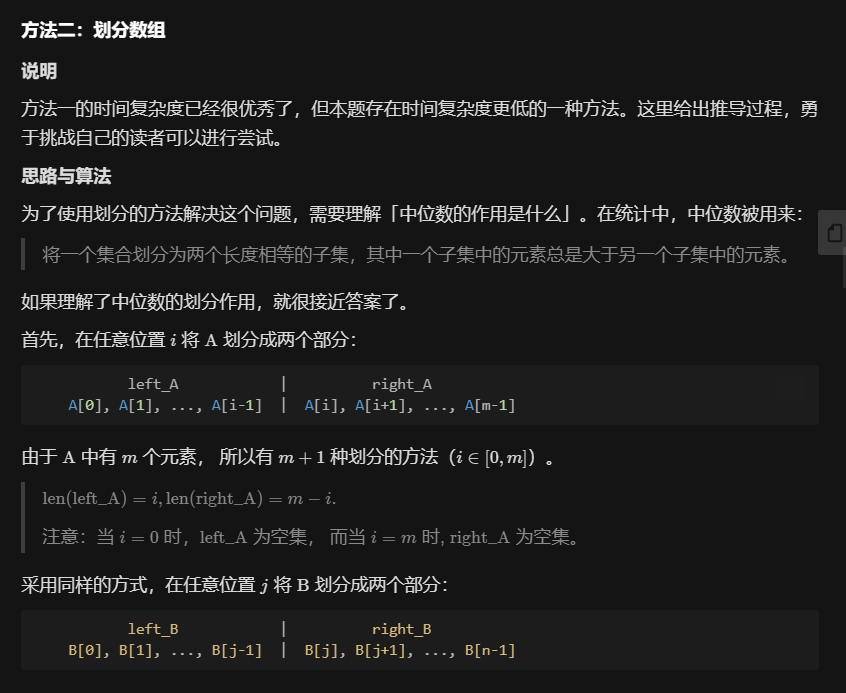 方法二：划分数组
说明
方法一的时间复杂度已经很优秀了，但本题存在时间复杂度更低的一种方法。这里给出推导过程，勇
于挑战自己的读者可以进行尝试。
思路与算法
为了使用划分的方法解决这个问题，需要理解「中位数的作用是什么」。在统计中，中位数被用来：
将一个集合划分为两个长度相等的子集，其中一个子集中的元素总是大于另一个子集中的元素。
如果理解了中位数的划分作用，就很接近答案了。
首先，在任意位置 i 将 A 划分成两个部分：
left_A | right_A
A[0], A[1], ..., A[i-1] | A[i], A[i+1], ..., A[m-1]
由于 A 中有 m 个元素， 所以有 m + 1 种划分的方法（i ∈ [0, m]）。
len(left_A) = i, len(right_A) = m − i.
注意：当 i = 0 时，left_A 为空集， 而当 i = m 时, right_A 为空集。
采用同样的方式，在任意位置 j 将 B 划分成两个部分：
left_B | right_B
B[0], B[1], ..., B[j-1] | B[j], B[j+1], ..., B[n-1]